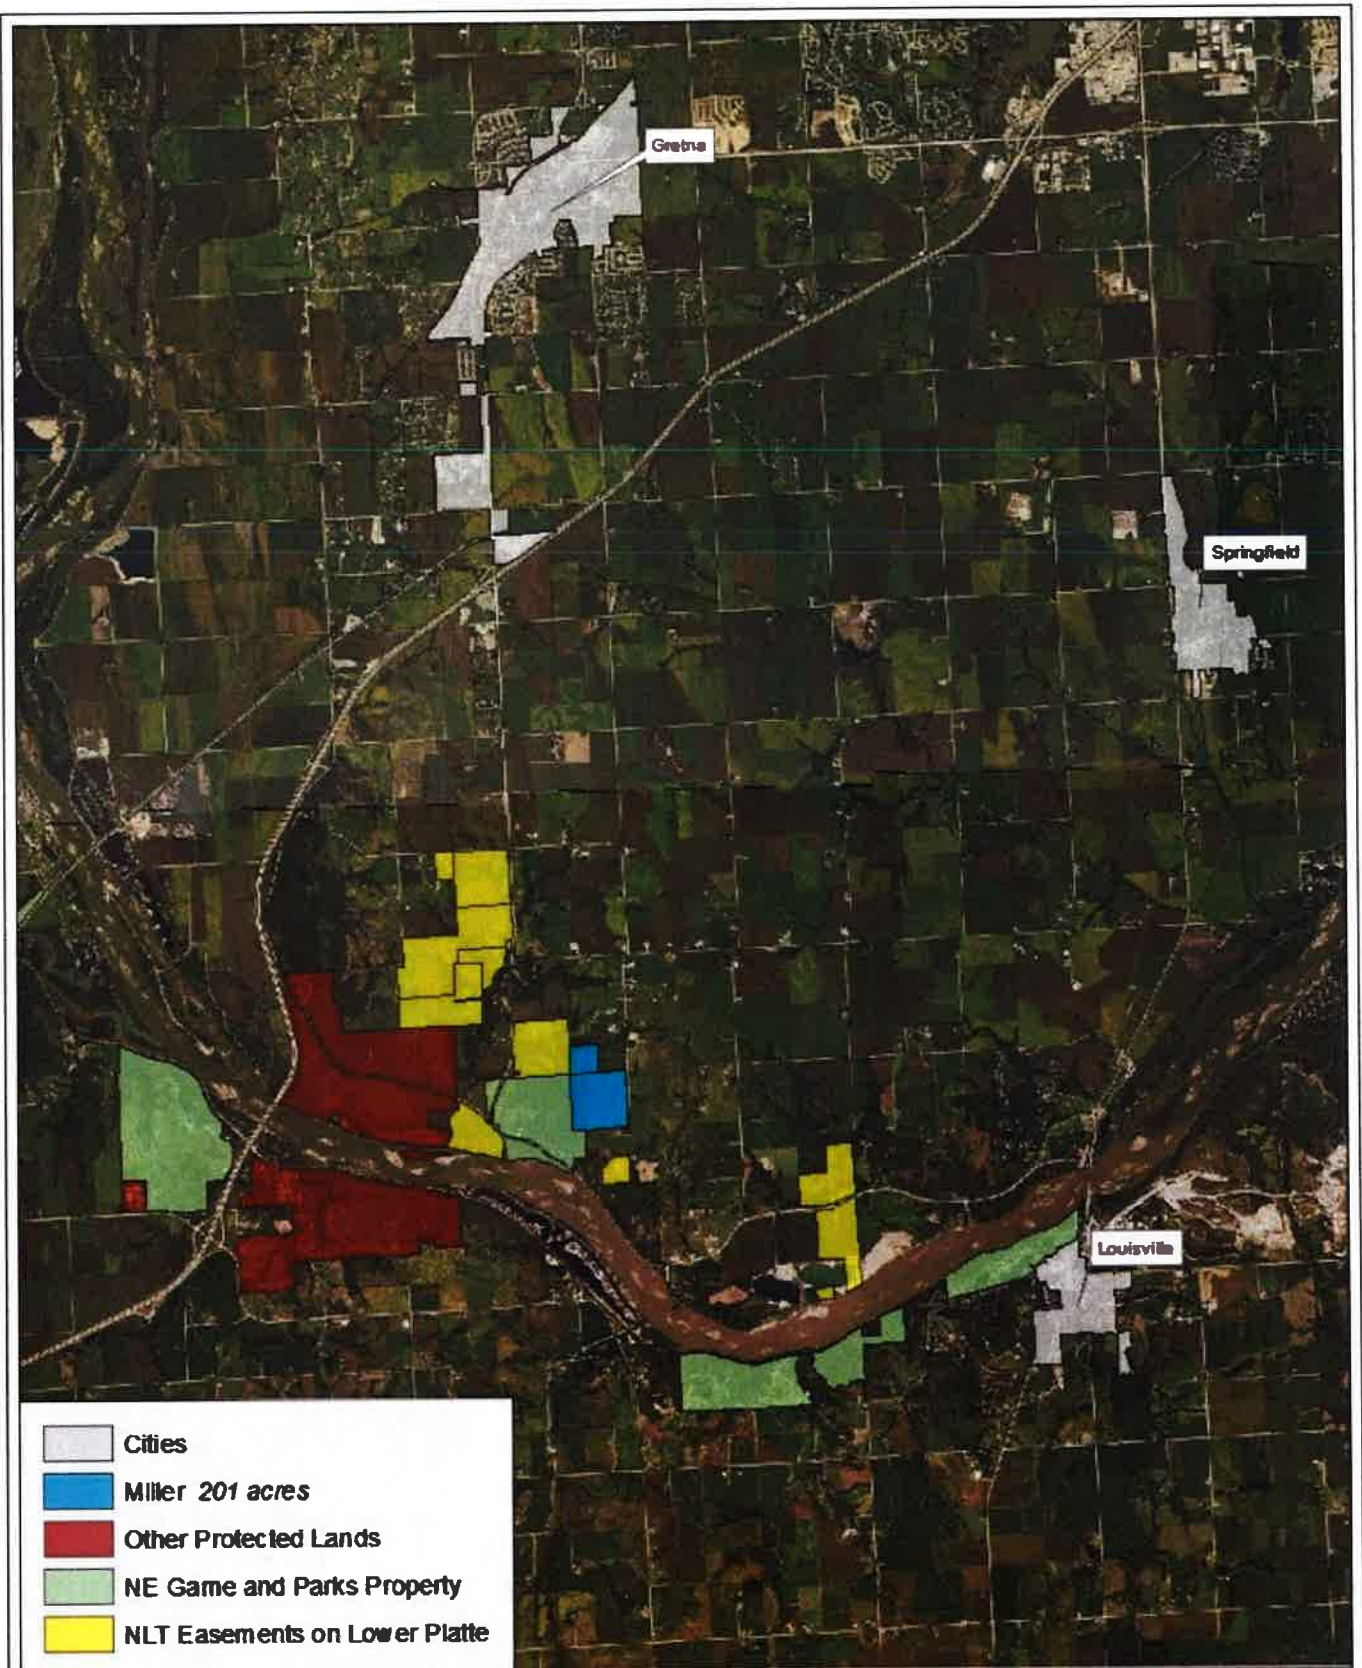 Gretna
Springfield
Louisville
Cities
Miller 201 acres
Other Protected Lands
NE Game and Parks Property
NLT Easements on Lower Platte